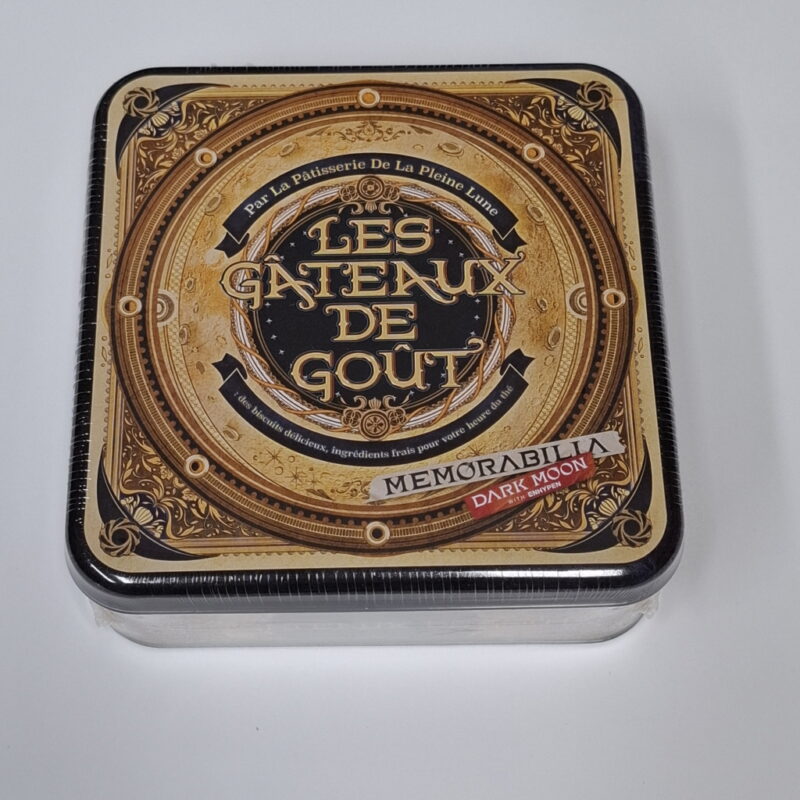 Par La Pâtisserie De La Pleine Lune
LES
GÂTEAUX
DE
GOÛT
: des biscuits délicieux, ingrédients frais pour votre heure du thé
MEMORABILIA
DARK MOON
WITH ENHYPEN